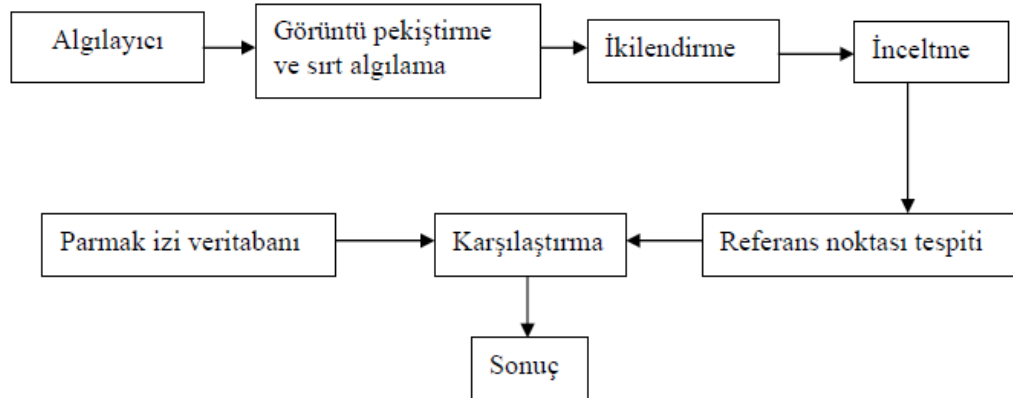 Algılayıcı
Görüntü pekiştirme
ve sırt algılama
İkilendirme
İnceltme
Parmak izi veritabanı
Karşılaştırma
Referans noktası tespiti
Sonuç